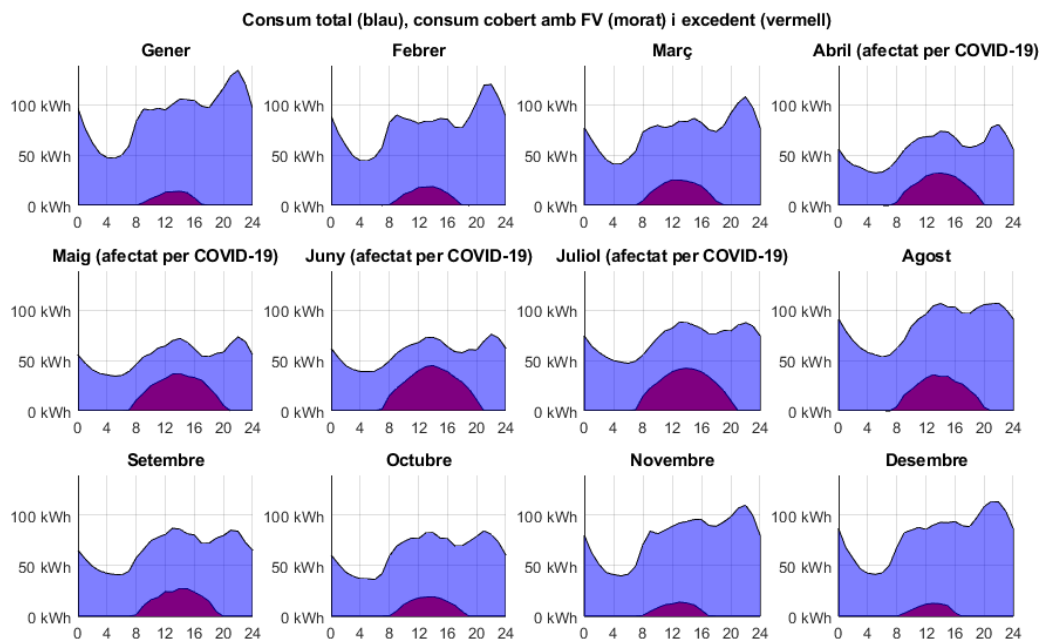 Consum total (blau), consum cobert amb FV (morat) i excedent (vermell)
Gener
Febrer
Març
Abril (afectat per COVID-19)
100 kWh
50 kWh
0 kWh
0 4 8 12 16 20 24
100 kWh
50 kWh
0 kWh
0 4 8 12 16 20 24
100 kWh
50 kWh
0 kWh
0 4 8 12 16 20 24
100 kWh
50 kWh
0 kWh
0 4 8 12 16 20 24
Maig (afectat per COVID-19)
Juny (afectat per COVID-19)
Juliol (afectat per COVID-19)
Agost
100 kWh
50 kWh
0 kWh
0 4 8 12 16 20 24
100 kWh
50 kWh
0 kWh
0 4 8 12 16 20 24
100 kWh
50 kWh
0 kWh
0 4 8 12 16 20 24
100 kWh
50 kWh
0 kWh
0 4 8 12 16 20 24
Setembre
Octubre
Novembre
Desembre
100 kWh
50 kWh
0 kWh
0 4 8 12 16 20 24
100 kWh
50 kWh
0 kWh
0 4 8 12 16 20 24
100 kWh
50 kWh
0 kWh
0 4 8 12 16 20 24
100 kWh
50 kWh
0 kWh
0 4 8 12 16 20 24